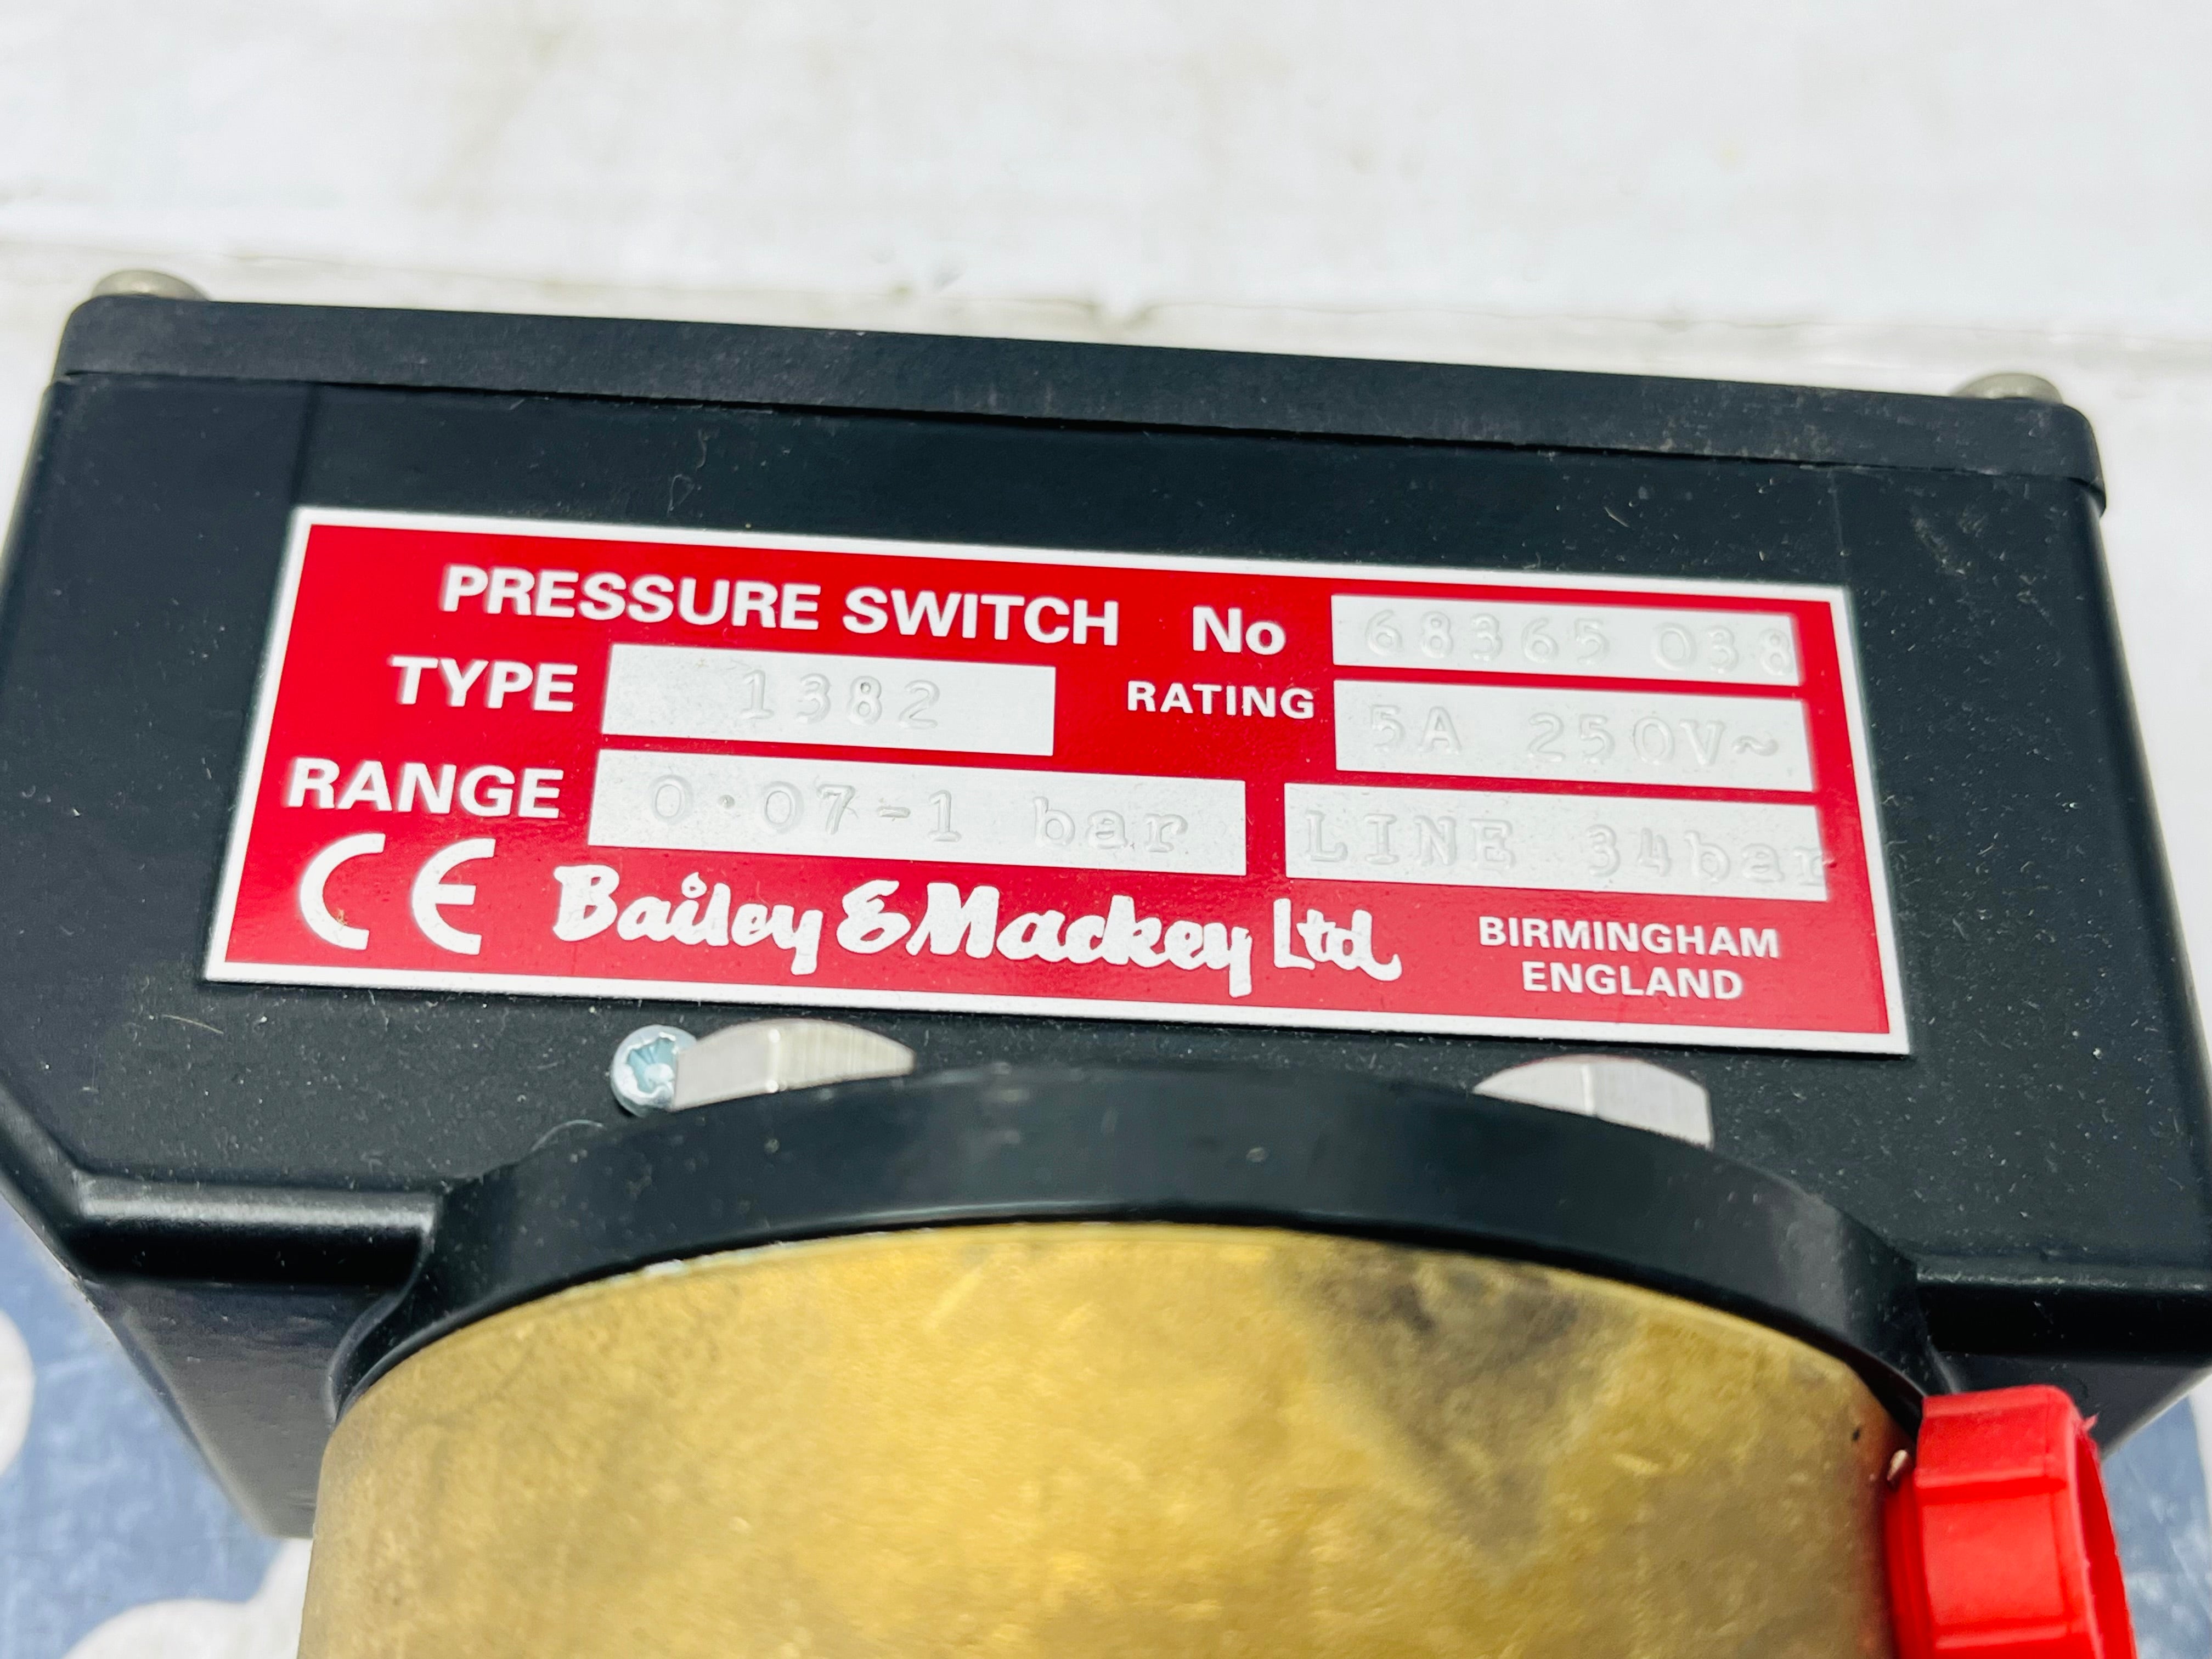 PRESSURE SWITCH No 68365 038
TYPE 1382 RATING 5A 250V~
RANGE 0·07-1 bar LINE 34bar
CE Bailey & Mackey Ltd BIRMINGHAM
ENGLAND